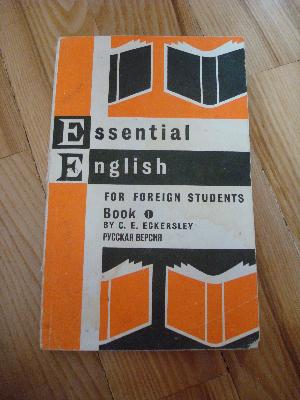 Essential
English
FOR FOREIGN STUDENTS
Book 1
BY C. E. ECKERSLEY
РУССКАЯ ВЕРСИЯ